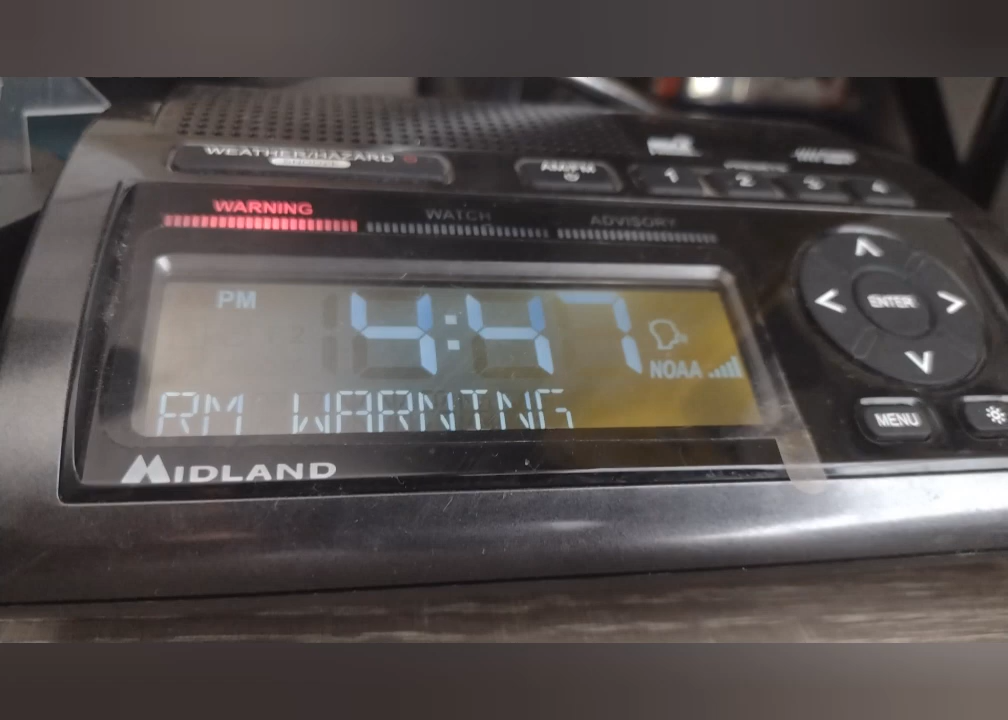 WEATHER/HAZARD
SNOOZE
AM/FM
1 2 3 4
WARNING WATCH ADVISORY
PM 4:47
NOAA
RM WARNING
MIDLAND
ENTER
MENU